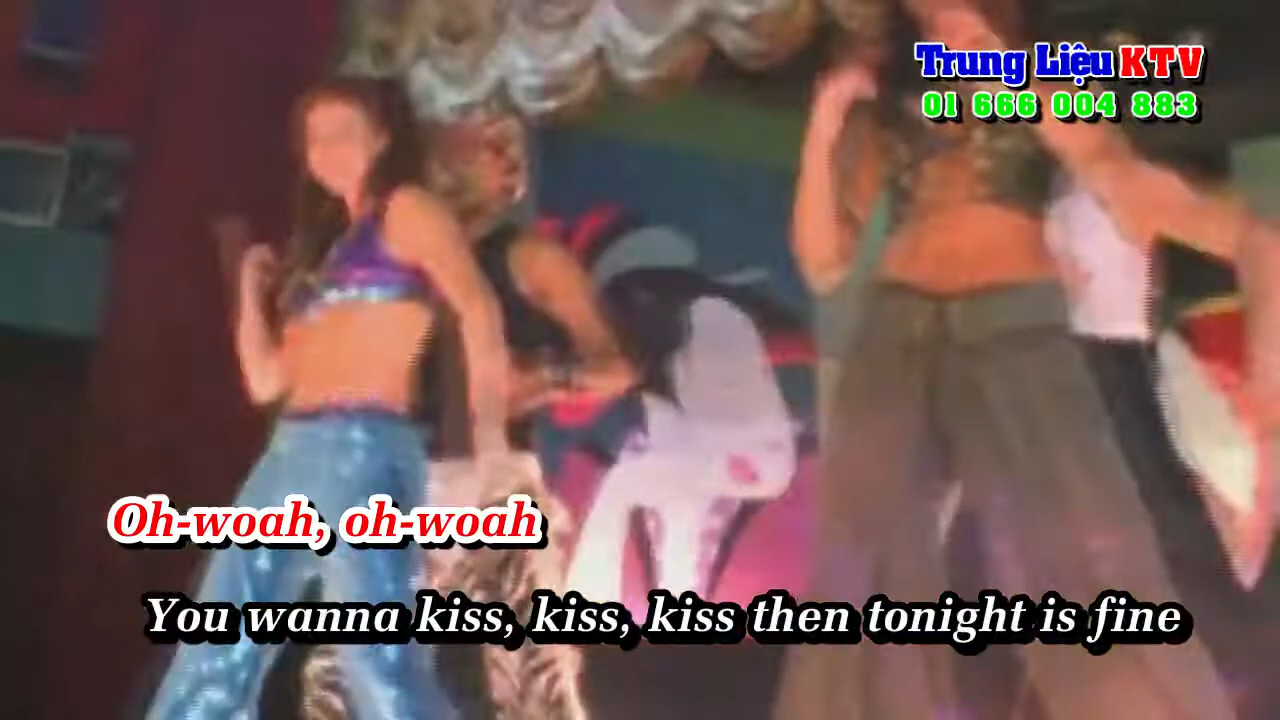 Trung Liệu KTV
01 666 004 883
Oh-woah, oh-woah
You wanna kiss, kiss, kiss then tonight is fine